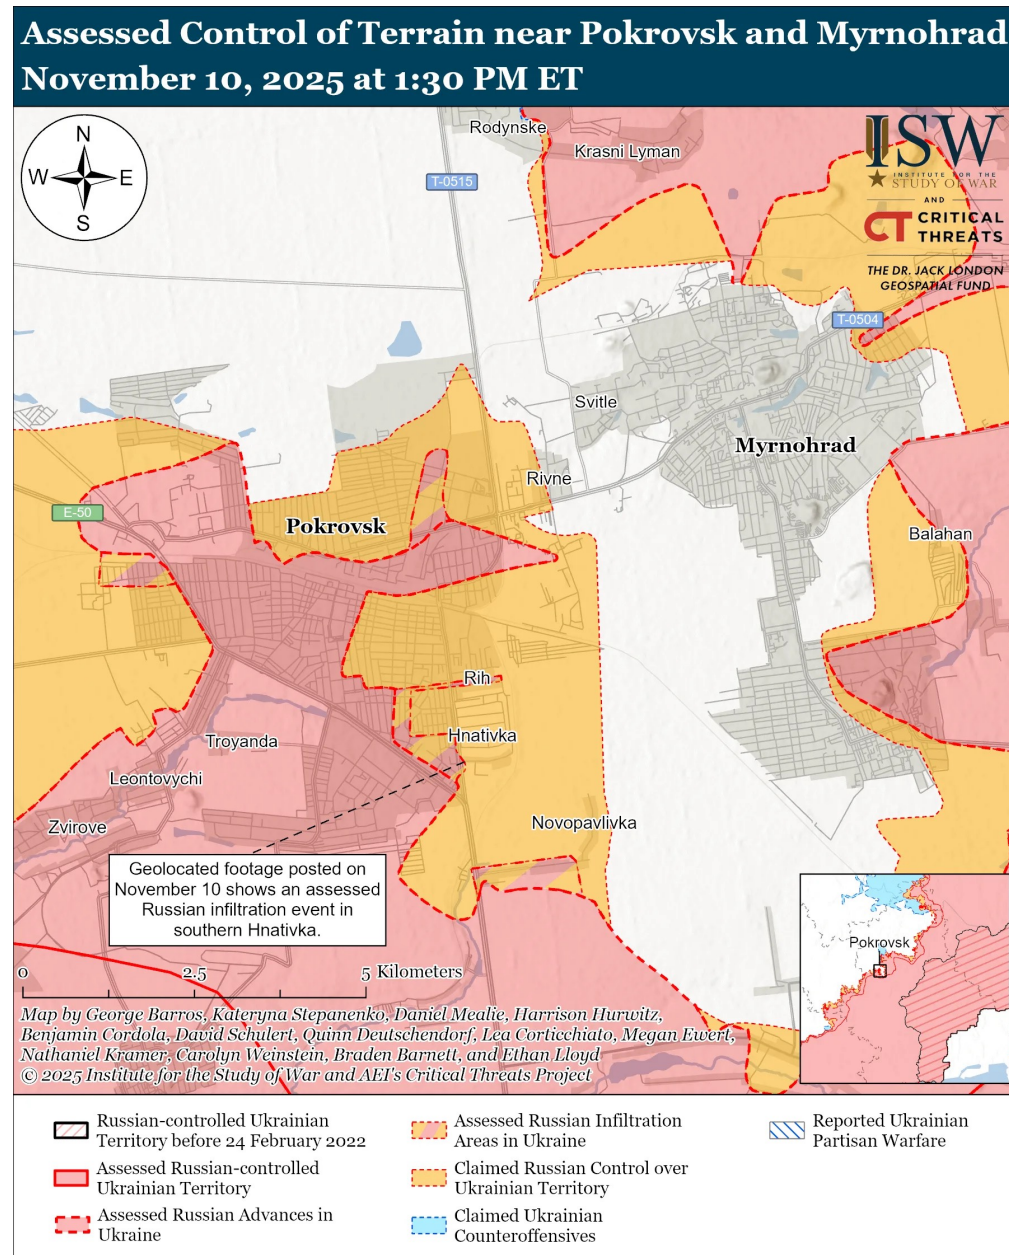 Assessed Control of Terrain near Pokrovsk and Myrnohrad
November 10, 2025 at 1:30 PM ET
N
W E
S
Rodynske
Krasni Lyman
T-0515
ISW
INSTITUTE FOR THE
STUDY OF WAR
AND
CT CRITICAL
THREATS
THE DR. JACK LONDON
GEOSPATIAL FUND
T-0504
Svitle
Myrnohrad
Rivne
E-50
Pokrovsk
Balahan
Rih
Hnativka
Troyanda
Leontovychi
Zvirove
Novopavlivka
Geolocated footage posted on
November 10 shows an assessed
Russian infiltration event in
southern Hnativka.
Pokrovsk
0 2.5 5 Kilometers
Map by George Barros, Kateryna Stepanenko, Daniel Mealie, Harrison Hurwitz,
Benjamin Cordola, David Schulert, Quinn Deutschendorf, Lea Corticchiato, Megan Ewert,
Nathaniel Kramer, Carolyn Weinstein, Braden Barnett, and Ethan Lloyd
© 2025 Institute for the Study of War and AEI's Critical Threats Project
Russian-controlled Ukrainian
Territory before 24 February 2022
Assessed Russian-controlled
Ukrainian Territory
Assessed Russian Advances in
Ukraine
Assessed Russian Infiltration
Areas in Ukraine
Claimed Russian Control over
Ukrainian Territory
Claimed Ukrainian
Counteroffensives
Reported Ukrainian
Partisan Warfare